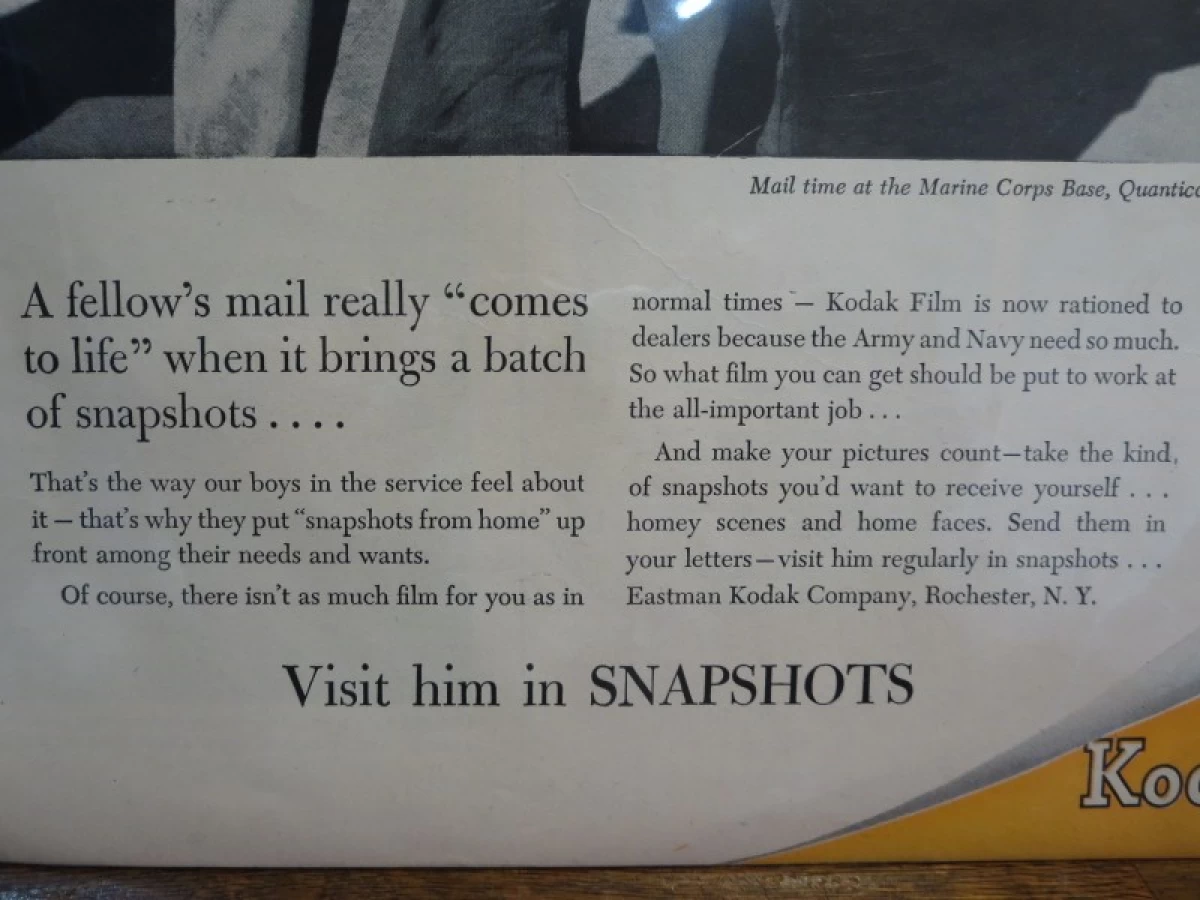 Mail time at the Marine Corps Base, Quantico
A fellow's mail really “comes
to life” when it brings a batch
of snapshots . . . .
That's the way our boys in the service feel about
it — that's why they put “snapshots from home” up
front among their needs and wants.
Of course, there isn't as much film for you as in
normal times — Kodak Film is now rationed to
dealers because the Army and Navy need so much.
So what film you can get should be put to work at
the all-important job . . .
And make your pictures count—take the kind,
of snapshots you'd want to receive yourself . . .
homey scenes and home faces. Send them in
your letters—visit him regularly in snapshots . . .
Eastman Kodak Company, Rochester, N. Y.
Visit him in SNAPSHOTS